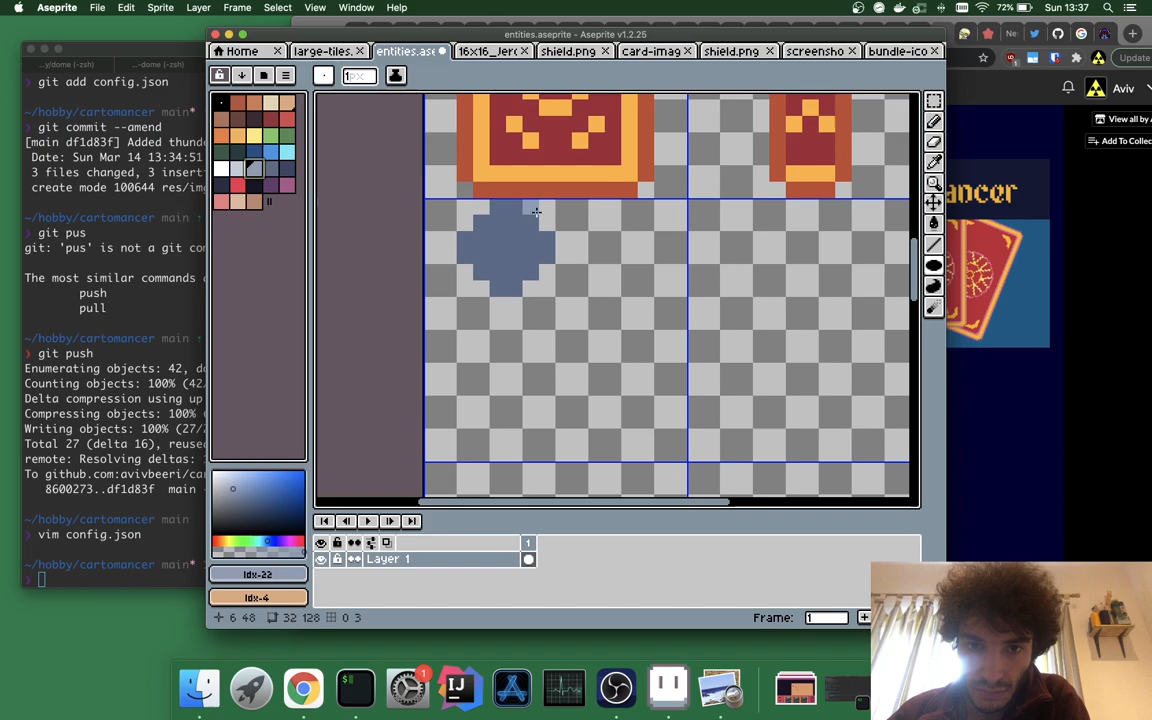 Aseprite File Edit Sprite Layer Frame Select View Window Help
72% Sun 13:37
entities.aseprite - Aseprite v1.2.25
Home large-tiles. entities.ase 16x16_Jer shield.png card-imag shield.png screensho bundle-ico
1px
...y/dome (-zsh) ...-dome (-zsh)
git add config.json
~/hobby/cartomancer main*
git commit --amend
[main df1d83f] Added thund
Date: Sun Mar 14 13:34:51
3 files changed, 3 insert
create mode 100644 res/img
~/hobby/cartomancer main ↑
git pus
git: 'pus' is not a git co
The most similar commands
push
pull
~/hobby/cartomancer main ↑
git push
Enumerating objects: 42, d
Counting objects: 100% (42
Delta compression using up
Compressing objects: 100%
Writing objects: 100% (27/
Total 27 (delta 16), reuse
remote: Resolving deltas:
To github.com:avivbeeri/ca
8600273..df1d83f main
~/hobby/cartomancer main
vim config.json
~/hobby/cartomancer main*
Update
Aviv
View all by
Add To Collec
ancer
Idx-22
Idx-4
1
Layer 1
6 48 32 128 0 3
Frame: 1
1